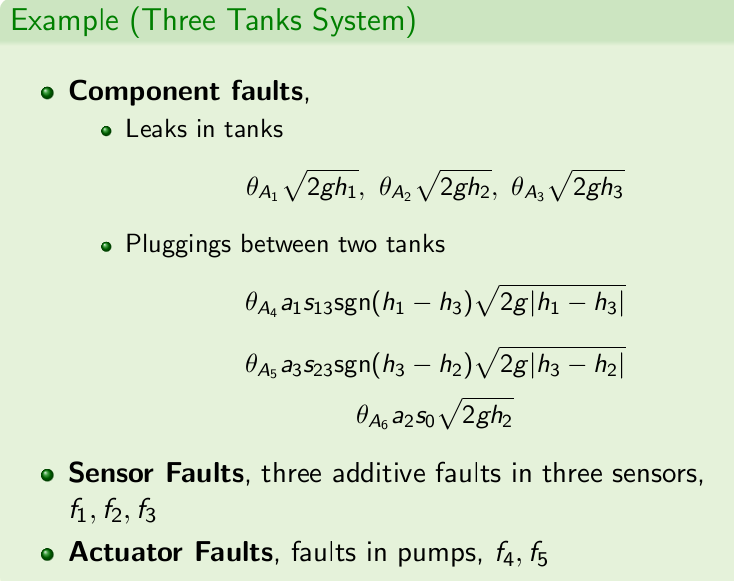 Example (Three Tanks System)
Component faults,
Leaks in tanks
θ_{A_1}√(2gh_1), θ_{A_2}√(2gh_2), θ_{A_3}√(2gh_3)
Pluggings between two tanks
θ_{A_4}a_1s_{13}sgn(h_1 − h_3)√(2g|h_1 − h_3|)
θ_{A_5}a_3s_{23}sgn(h_3 − h_2)√(2g|h_3 − h_2|)
θ_{A_6}a_2s_0√(2gh_2)
Sensor Faults, three additive faults in three sensors,
f_1, f_2, f_3
Actuator Faults, faults in pumps, f_4, f_5